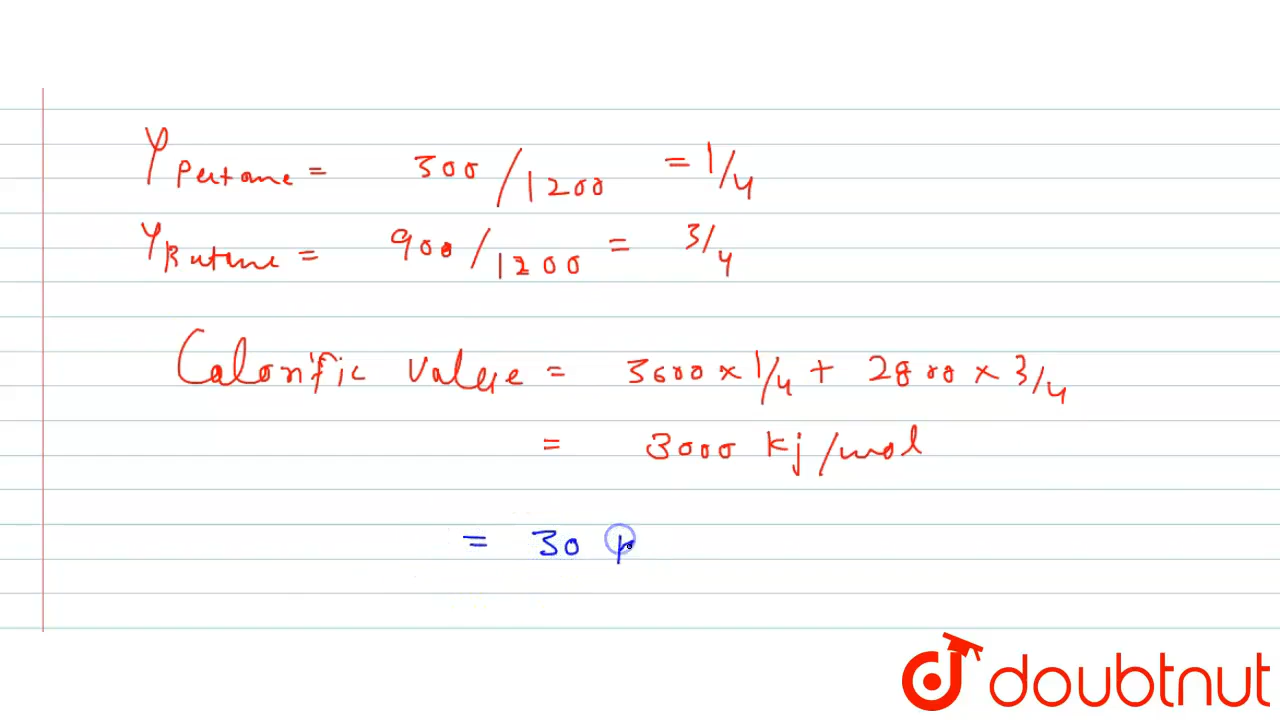 Y Pentane = 300/1200 = 1/4
Y Butane = 900/1200 = 3/4
Calorific Value = 3600 × 1/4 + 2800 × 3/4
= 3000 kj/mol
= 30
doubtnut